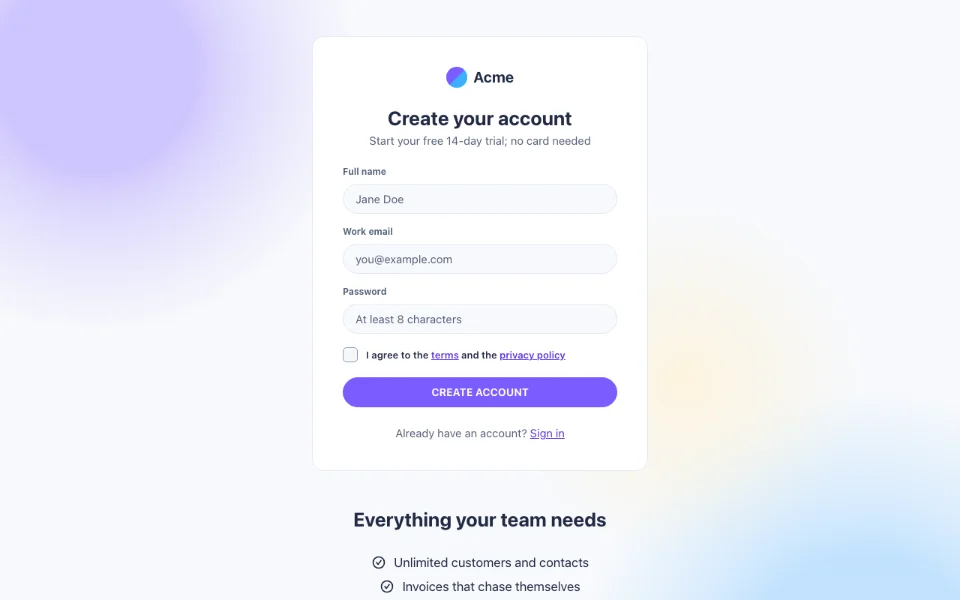 Acme
Create your account
Start your free 14-day trial; no card needed
Full name
Jane Doe
Work email
you@example.com
Password
At least 8 characters
I agree to the terms and the privacy policy
CREATE ACCOUNT
Already have an account? Sign in
Everything your team needs
Unlimited customers and contacts
Invoices that chase themselves